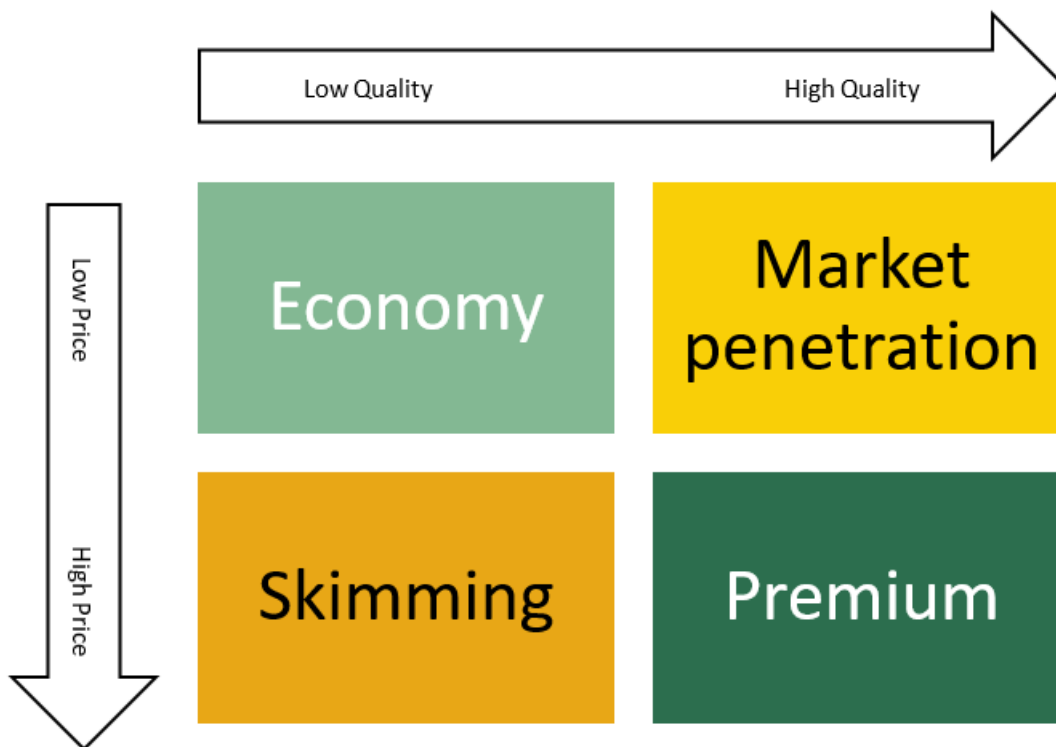 Low Quality
High Quality
Low Price
High Price
Economy
Market
penetration
Skimming
Premium